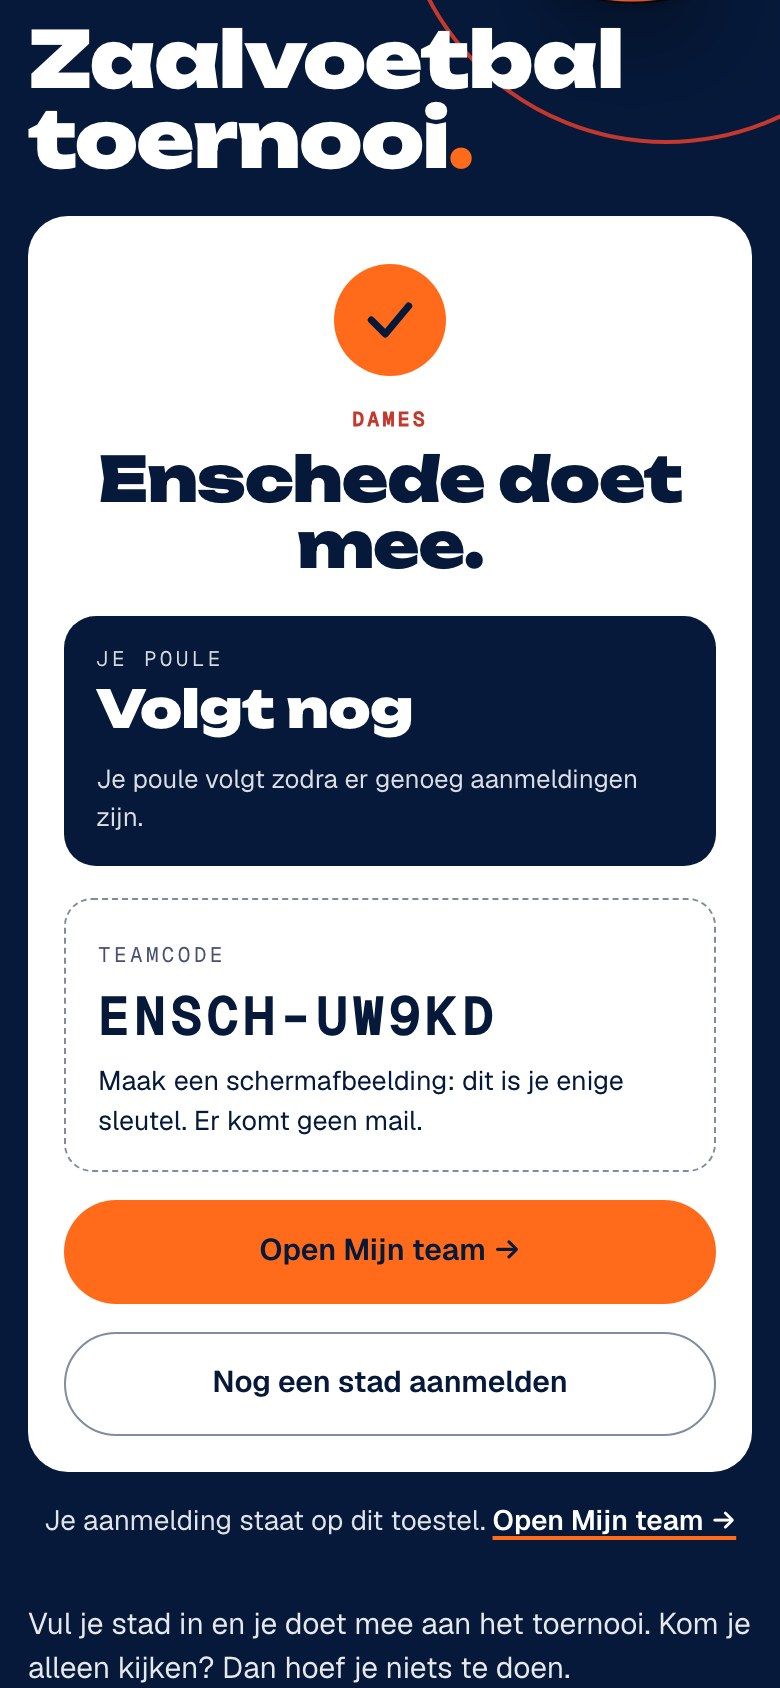 Zaalvoetbal
toernooi.
DAMES
Enschede doet
mee.
JE POULE
Volgt nog
Je poule volgt zodra er genoeg aanmeldingen
zijn.
TEAMCODE
ENSCH-UW9KD
Maak een schermafbeelding: dit is je enige
sleutel. Er komt geen mail.
Open Mijn team →
Nog een stad aanmelden
Je aanmelding staat op dit toestel. Open Mijn team →
Vul je stad in en je doet mee aan het toernooi. Kom je
alleen kijken? Dan hoef je niets te doen.